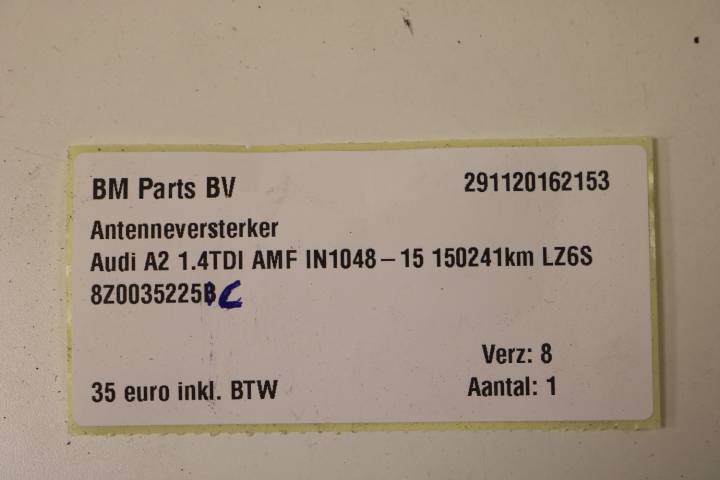 BM Parts BV 291120162153
Antenneversterker
Audi A2 1.4TDI AMF IN1048-15 150241km LZ6S
8Z0035225B C
Verz: 8
35 euro inkl. BTW Aantal: 1